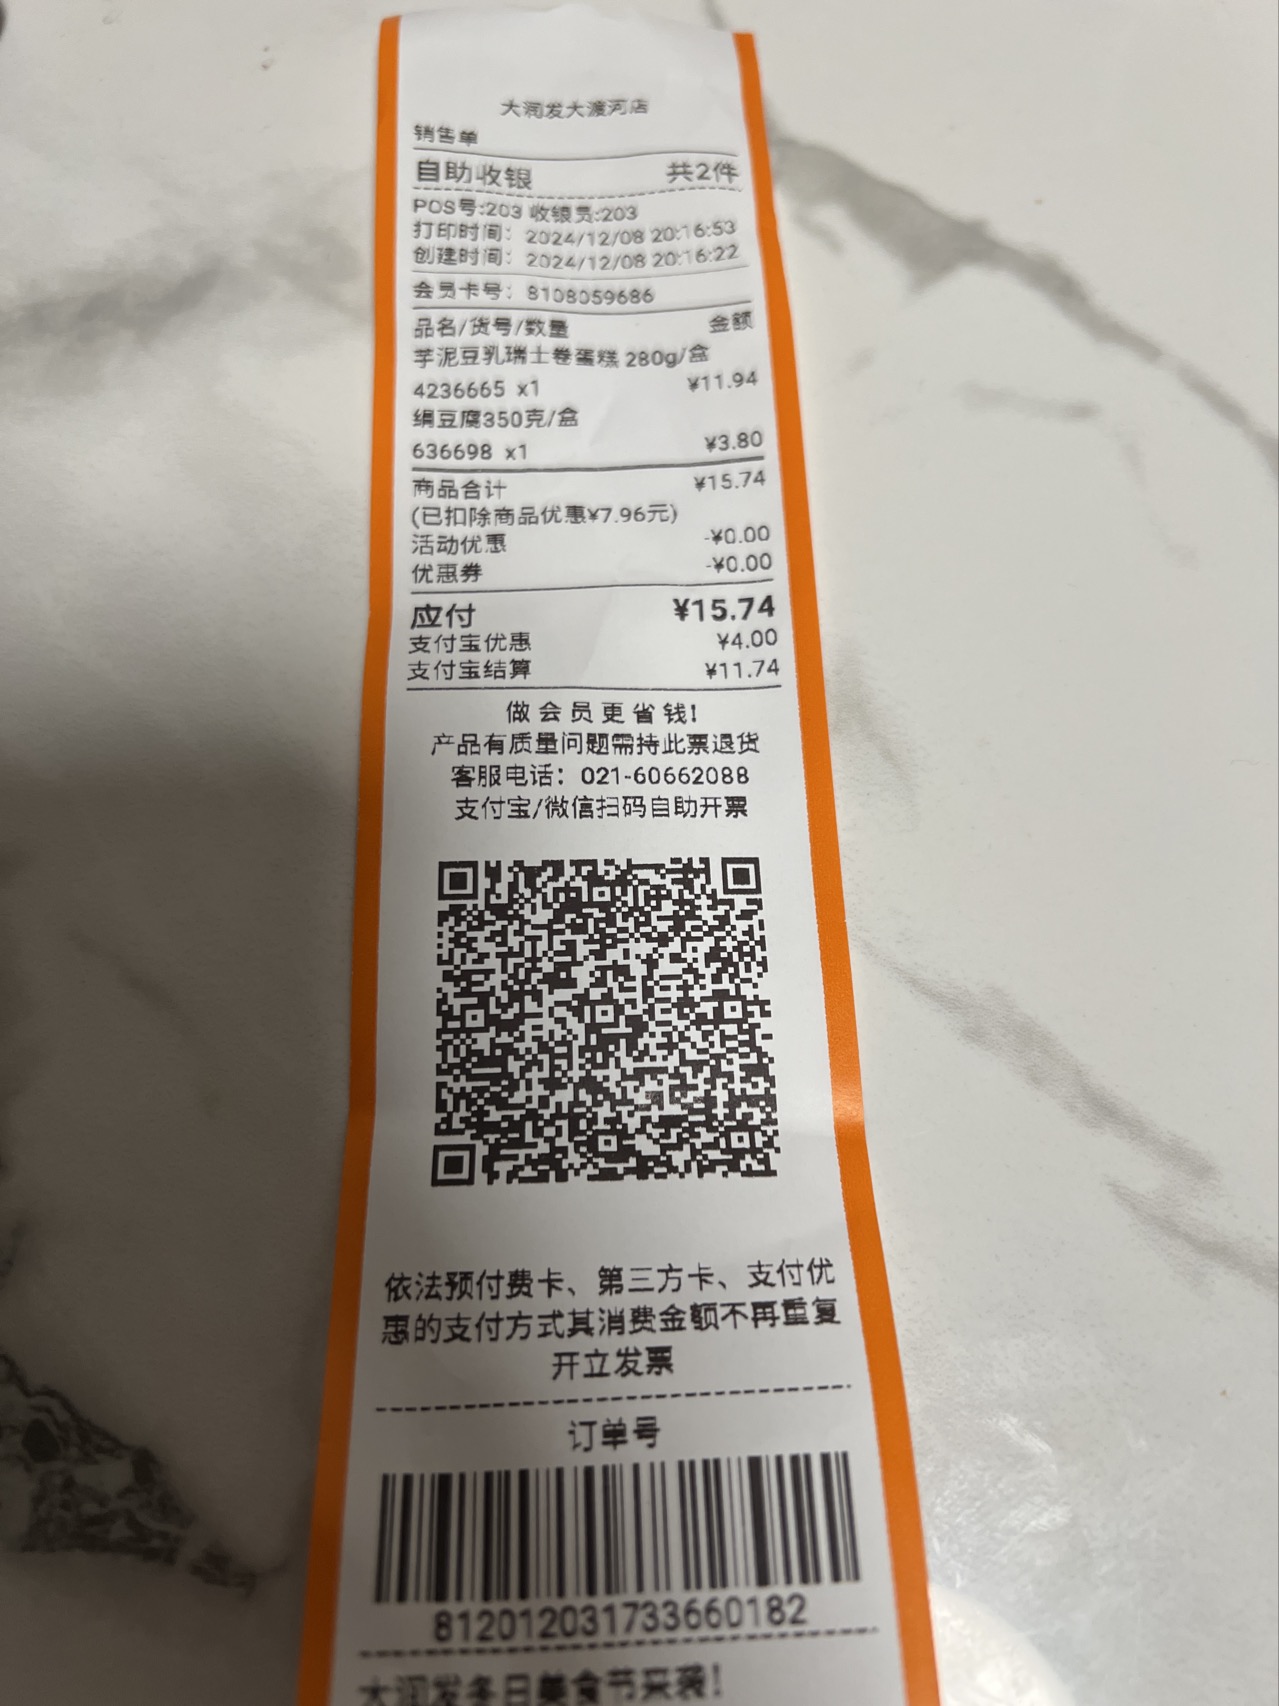 大润发大渡河店
销售单
自助收银 共2件
POS号:203 收银员:203
打印时间: 2024/12/08 20:16:53
创建时间: 2024/12/08 20:16:22
会员卡号: 8108059686
品名/货号/数量 金额
芋泥豆乳瑞士卷蛋糕 280g/盒
4236665 x1 ¥11.94
绢豆腐350克/盒
636698 x1 ¥3.80
商品合计 ¥15.74
(已扣除商品优惠¥7.96元)
活动优惠 -¥0.00
优惠券 -¥0.00
应付 ¥15.74
支付宝优惠 ¥4.00
支付宝结算 ¥11.74
做会员更省钱!
产品有质量问题需持此票退货
客服电话: 021-60662088
支付宝/微信扫码自助开票
依法预付费卡、第三方卡、支付优
惠的支付方式其消费金额不再重复
开立发票
订单号
812012031733660182
大润发冬日美食节来袭!